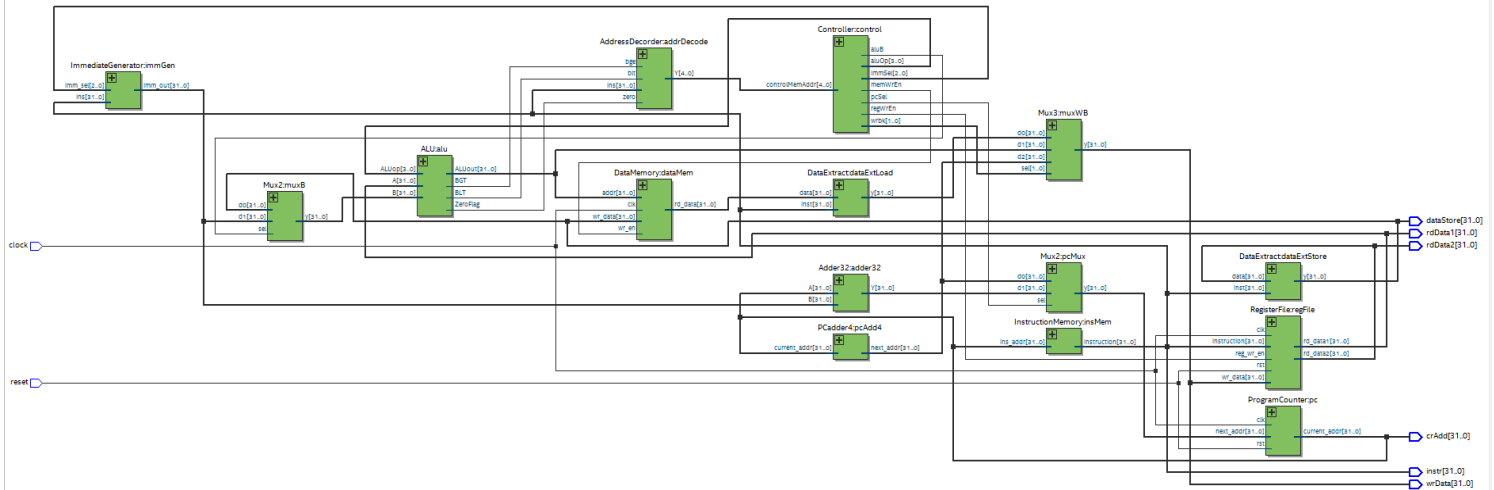 ImmediateGenerator:immGen
imm_sel[2..0]
ins[31..0]
imm_out[31..0]
AddressDecorder:addrDecode
bge
blt
ins[31..0]
zero
Y[4..0]
Controller:control
controlMemAddr[4..0]
aluB
aluOp[3..0]
immSel[2..0]
memWrEn
pcSel
regWrEn
wrbk[1..0]
Mux3:muxWB
d0[31..0]
d1[31..0]
d2[31..0]
sel[1..0]
y[31..0]
ALU:alu
ALUop[3..0]
A[31..0]
B[31..0]
ALUout[31..0]
BGT
BLT
ZeroFlag
Mux2:muxB
d0[31..0]
d1[31..0]
sel
y[31..0]
DataMemory:dataMem
addr[31..0]
clk
wr_data[31..0]
wr_en
rd_data[31..0]
DataExtract:dataExtLoad
data[31..0]
inst[31..0]
y[31..0]
clock
dataStore[31..0]
rdData1[31..0]
rdData2[31..0]
Adder32:adder32
A[31..0]
B[31..0]
Y[31..0]
Mux2:pcMux
d0[31..0]
d1[31..0]
sel
y[31..0]
DataExtract:dataExtStore
data[31..0]
inst[31..0]
y[31..0]
PCadder4:pcAdd4
current_addr[31..0]
next_addr[31..0]
InstructionMemory:insMem
ins_addr[31..0]
instruction[31..0]
RegisterFile:regFile
clk
instruction[31..0]
reg_wr_en
rst
wr_data[31..0]
rd_data1[31..0]
rd_data2[31..0]
reset
ProgramCounter:pc
clk
next_addr[31..0]
rst
current_addr[31..0]
crAdd[31..0]
instr[31..0]
wrData[31..0]